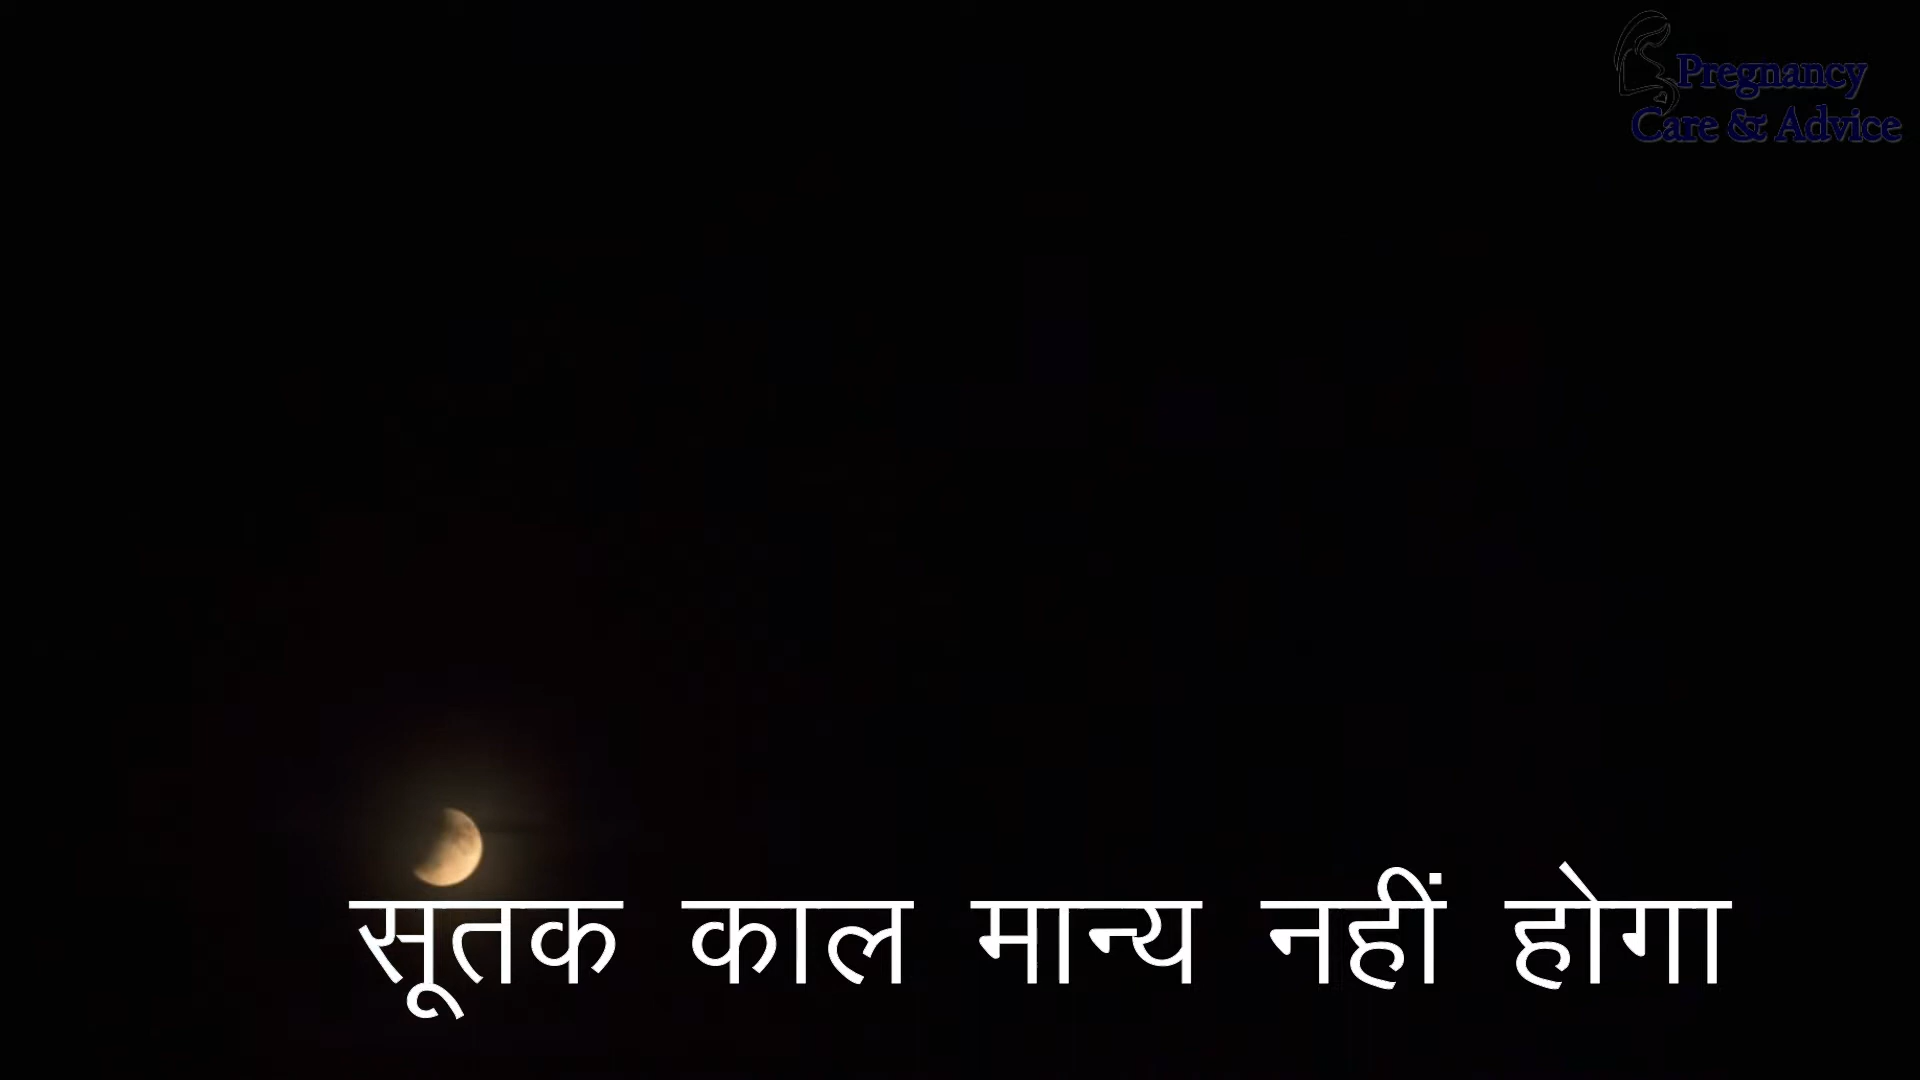 Pregnancy
Care & Advice
सूतक काल मान्य नहीं होगा